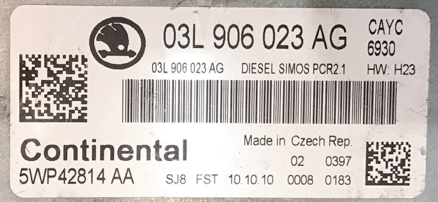 03L 906 023 AG CAYC
6930
03L 906 023 AG DIESEL SIMOS PCR2.1 HW: H23
Continental Made in Czech Rep.
02 0397
5WP42814 AA SJ8 FST 10.10.10 0008 0183